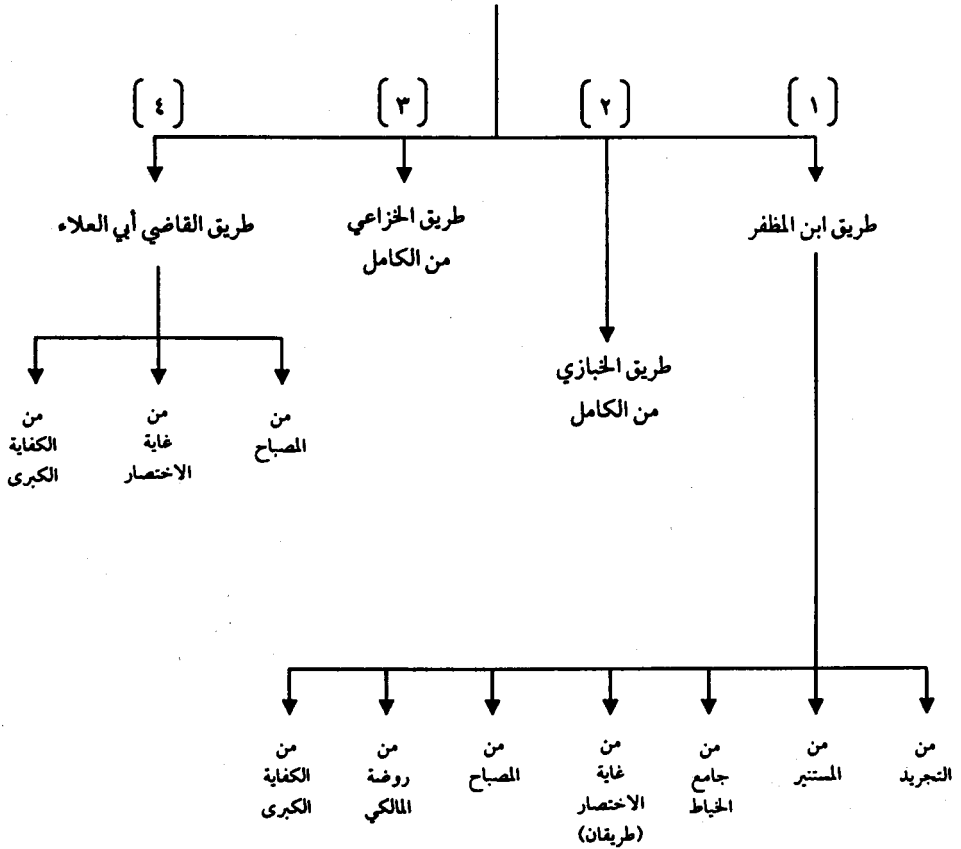 (١)
(٢)
(٣)
(٤)
طريق ابن المظفر
طريق الخبازي
من الكامل
طريق الخزاعي
من الكامل
طريق القاضي أبي العلاء
من
المصباح
من
غاية
الاختصار
من
الكفاية
الكبرى
من
التجريد
من
المستنير
من
جامع
الخياط
من
غاية
الاختصار
(طريقان)
من
المصباح
من
روضة
المالكي
من
الكفاية
الكبرى